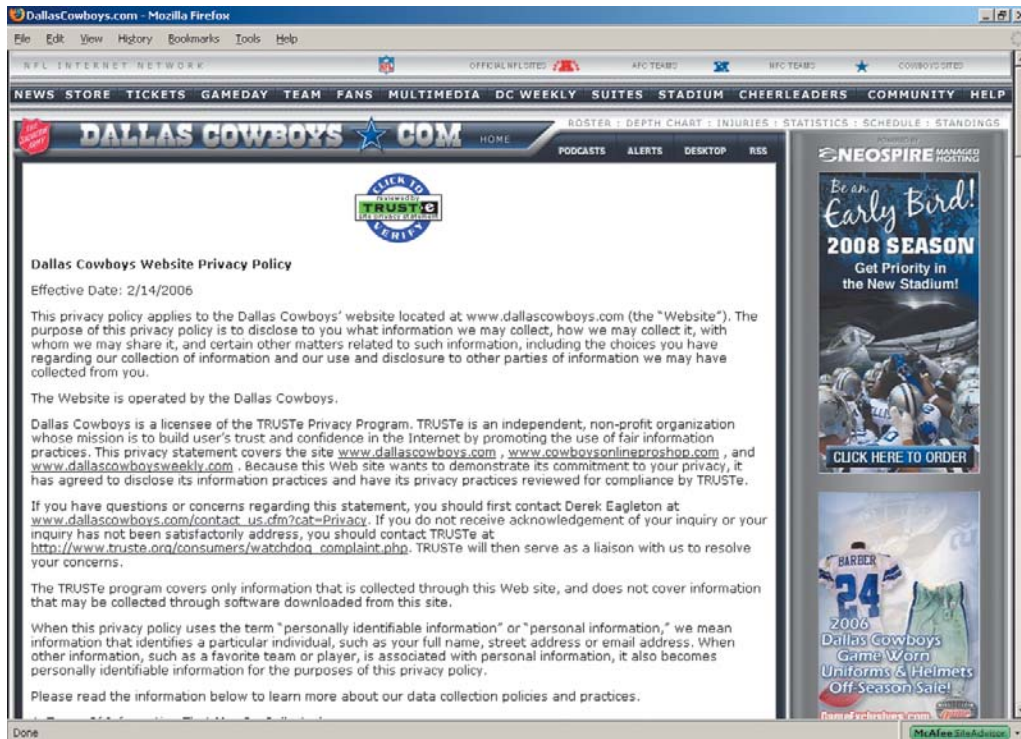 DallasCowboys.com - Mozilla Firefox
File Edit View History Bookmarks Tools Help
NFL INTERNET NETWORK OFFICIAL NFL SITES AFC TEAMS NFC TEAMS COWBOYS SITES
NEWS STORE TICKETS GAMEDAY TEAM FANS MULTIMEDIA DC WEEKLY SUITES STADIUM CHEERLEADERS COMMUNITY HELP
ROSTER : DEPTH CHART : INJURIES : STATISTICS : SCHEDULE : STANDINGS
DALLAS COWBOYS COM HOME
PODCASTS ALERTS DESKTOP RSS
CLICK TO
reviewed by
TRUST-e
site privacy statement
VERIFY
Dallas Cowboys Website Privacy Policy
Effective Date: 2/14/2006
This privacy policy applies to the Dallas Cowboys' website located at www.dallascowboys.com (the "Website"). The
purpose of this privacy policy is to disclose to you what information we may collect, how we may collect it, with
whom we may share it, and certain other matters related to such information, including the choices you have
regarding our collection of information and our use and disclosure to other parties of information we may have
collected from you.
The Website is operated by the Dallas Cowboys.
Dallas Cowboys is a licensee of the TRUSTe Privacy Program. TRUSTe is an independent, non-profit organization
whose mission is to build user's trust and confidence in the Internet by promoting the use of fair information
practices. This privacy statement covers the site www.dallascowboys.com , www.cowboysonlineproshop.com , and
www.dallascowboysweekly.com . Because this Web site wants to demonstrate its commitment to your privacy, it
has agreed to disclose its information practices and have its privacy practices reviewed for compliance by TRUSTe.
If you have questions or concerns regarding this statement, you should first contact Derek Eagleton at
www.dallascowboys.com/contact_us.cfm?cat=Privacy. If you do not receive acknowledgement of your inquiry or your
inquiry has not been satisfactorily address, you should contact TRUSTe at
http://www.truste.org/consumers/watchdog_complaint.php. TRUSTe will then serve as a liaison with us to resolve
your concerns.
The TRUSTe program covers only information that is collected through this Web site, and does not cover information
that may be collected through software downloaded from this site.
When this privacy policy uses the term "personally identifiable information" or "personal information," we mean
information that identifies a particular individual, such as your full name, street address or email address. When
other information, such as a favorite team or player, is associated with personal information, it also becomes
personally identifiable information for the purposes of this privacy policy.
Please read the information below to learn more about our data collection policies and practices.
NEOSPIRE MANAGED HOSTING
Be an
Early Bird!
2008 SEASON
Get Priority in
the New Stadium!
CLICK HERE TO ORDER
BARBER
24
2006
Dallas Cowboys
Game Worn
Uniforms & Helmets
Off-Season Sale!
GameExclusives.com
Done
McAfee SiteAdvisor